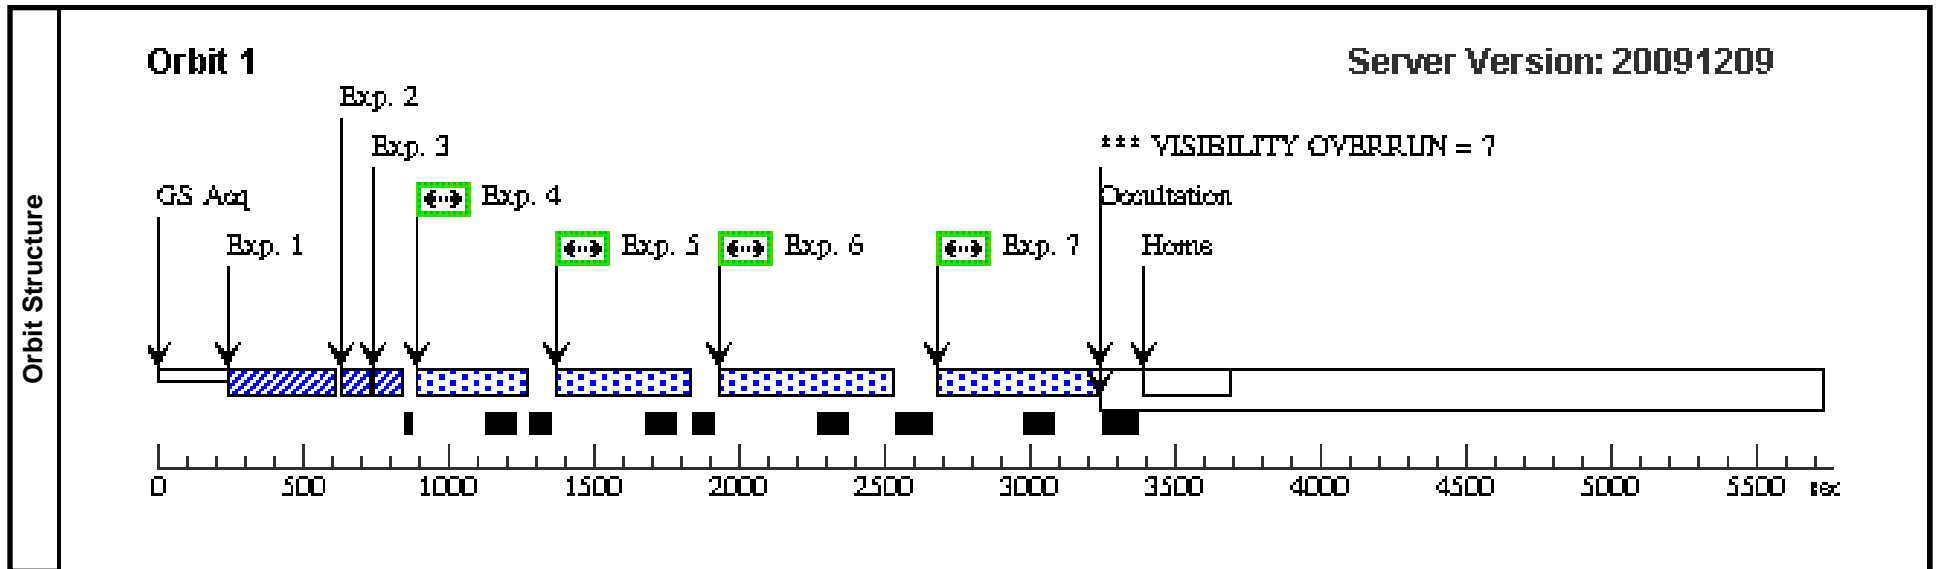 Orbit Structure
Orbit 1
Server Version: 20091209
Exp. 2
Exp. 3
*** VISIBILITY OVERRUN = 7
GS Acq
Exp. 4
Occultation
Exp. 1
Exp. 5
Exp. 6
Exp. 7
Home
0 500 1000 1500 2000 2500 3000 3500 4000 4500 5000 5500 sec